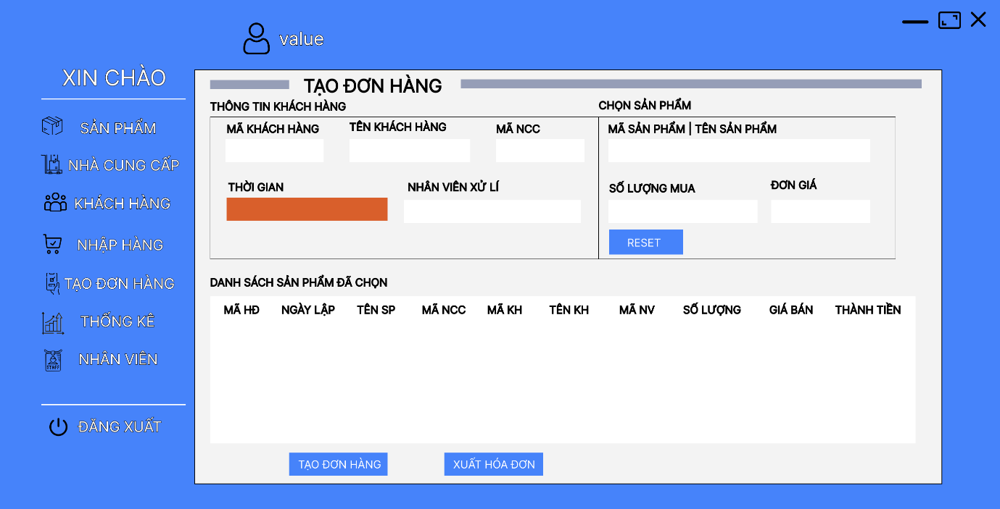 value
XIN CHÀO
SẢN PHẨM
NHÀ CUNG CẤP
KHÁCH HÀNG
NHẬP HÀNG
TẠO ĐƠN HÀNG
THỐNG KÊ
STAFF
NHÂN VIÊN
ĐĂNG XUẤT
TẠO ĐƠN HÀNG
THÔNG TIN KHÁCH HÀNG
MÃ KHÁCH HÀNG TÊN KHÁCH HÀNG MÃ NCC
THỜI GIAN NHÂN VIÊN XỬ LÍ
CHỌN SẢN PHẨM
MÃ SẢN PHẨM | TÊN SẢN PHẨM
SỐ LƯỢNG MUA ĐƠN GIÁ
RESET
DANH SÁCH SẢN PHẨM ĐÃ CHỌN
MÃ HĐ NGÀY LẬP TÊN SP MÃ NCC MÃ KH TÊN KH MÃ NV SỐ LƯỢNG GIÁ BÁN THÀNH TIỀN
TẠO ĐƠN HÀNG XUẤT HÓA ĐƠN